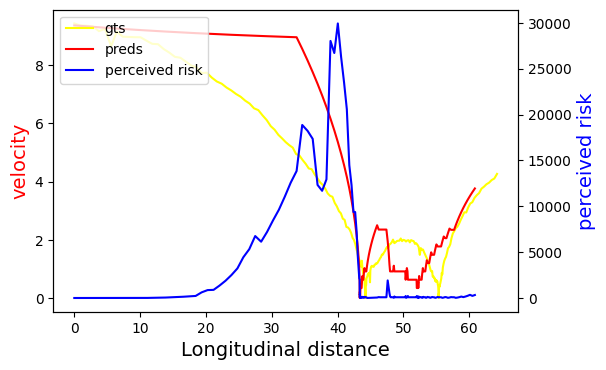 gts
preds
perceived risk
velocity
8
6
4
2
0
30000
25000
20000
15000
10000
5000
0
perceived risk
0 10 20 30 40 50 60
Longitudinal distance